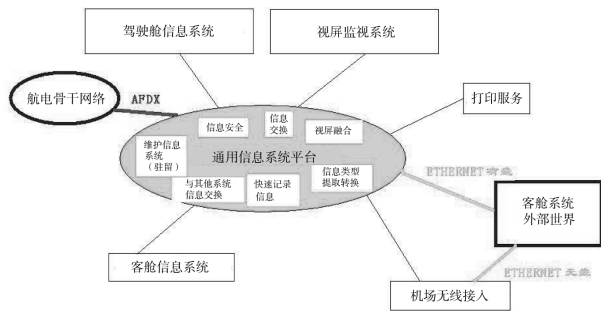 驾驶舱信息系统
视屏监视系统
航电骨干网络
AFDX
打印服务
信息安全
信息
交换
视屏融合
维护信息
系统
（驻留）
通用信息系统平台
与其他系统
信息交换
快速记录
信息
信息类型
提取转换
ETHERNET 有线
客舱系统
外部世界
ETHERNET 无线
客舱信息系统
机场无线接入